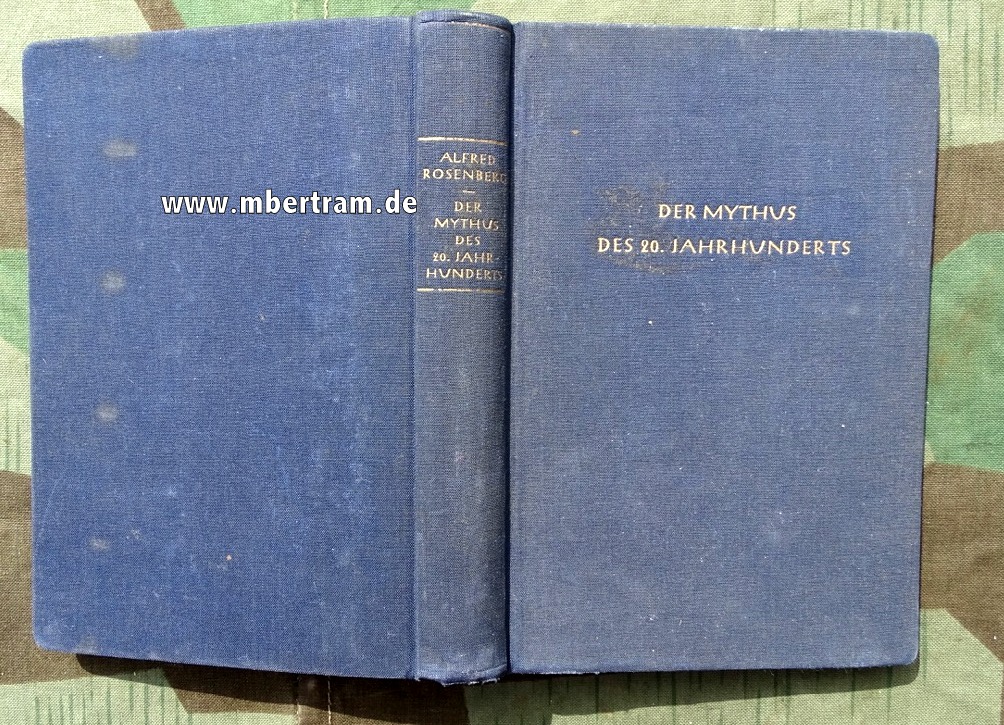 www.mbertram.de
ALFRED
ROSENBERG
DER
MYTHUS
DES
20. JAHR-
HUNDERTS
DER MYTHUS
DES 20. JAHRHUNDERTS